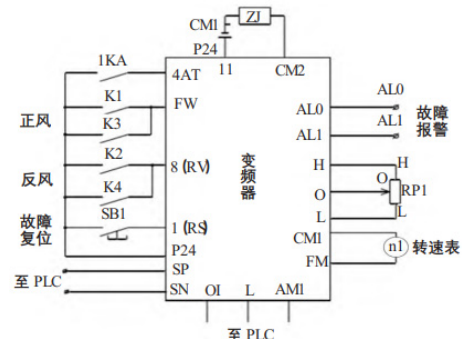 CM1
ZJ
P24
11
CM2
1KA
4AT
K1
FW
正风
K3
K2
8 (RV)
反风
K4
故障
复位
SB1
1 (RS)
P24
SP
至 PLC
SN
OI
L
AM1
至 PLC
变
频
器
AL0
AL0
AL1
AL1
故障
报警
H
H
O
O
RP1
L
L
CM1
n1
转速表
FM